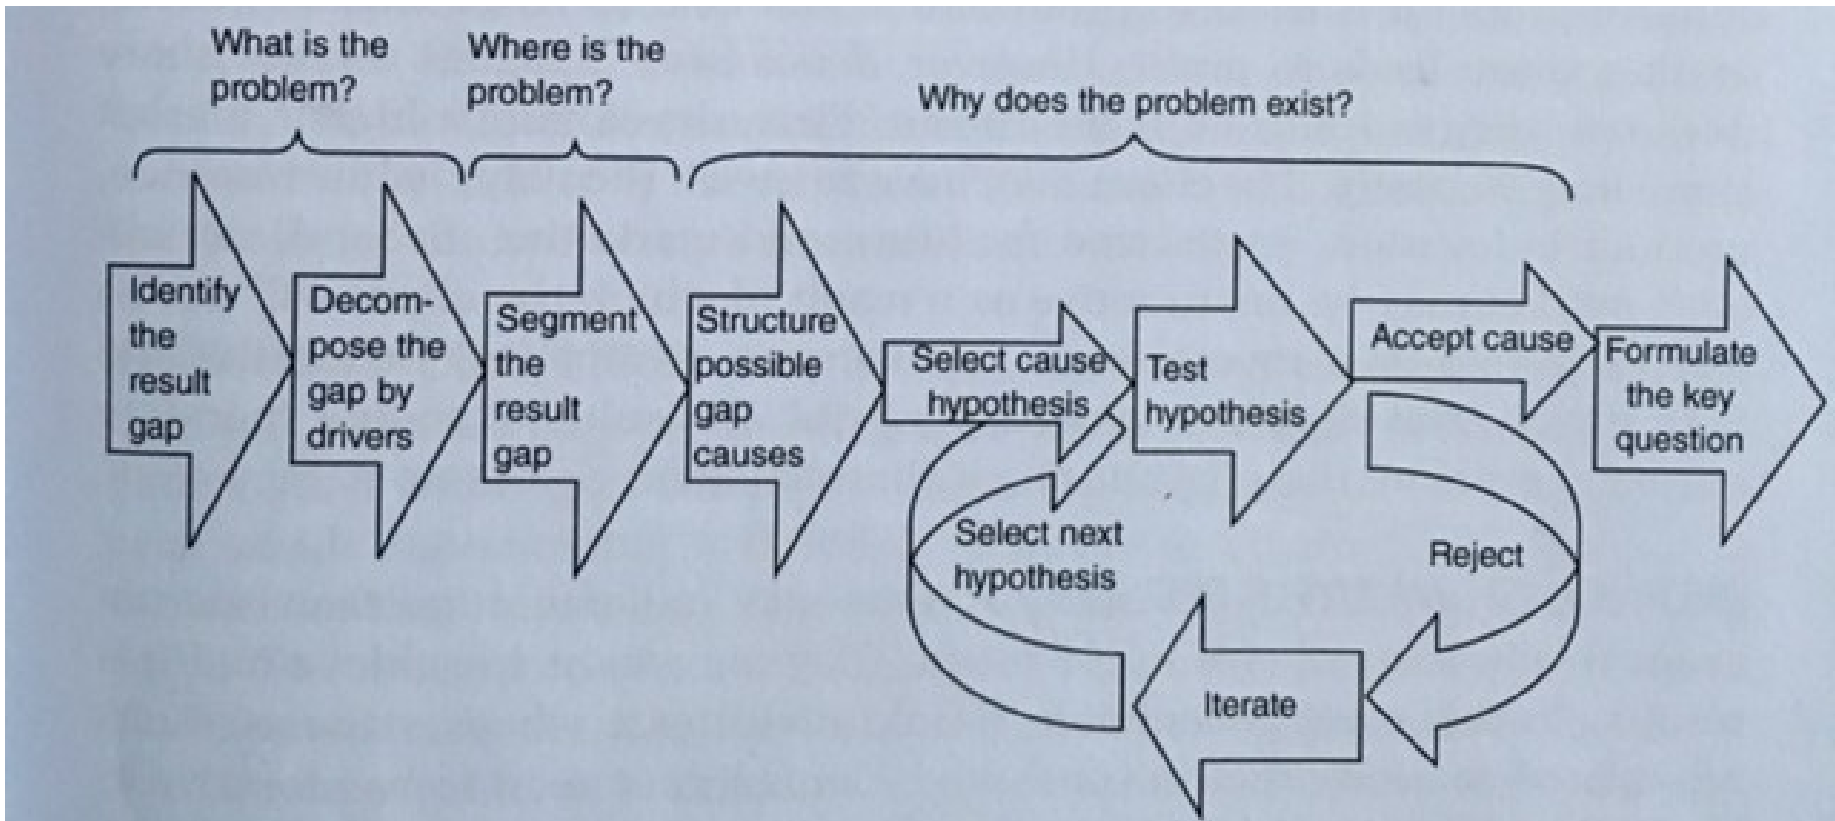 What is the
problem?
Where is the
problem?
Why does the problem exist?
Identify
the
result
gap
Decom-
pose the
gap by
drivers
Segment
the
result
gap
Structure
possible
gap
causes
Select cause
hypothesis
Test
hypothesis
Accept cause
Formulate
the key
question
Select next
hypothesis
Reject
Iterate